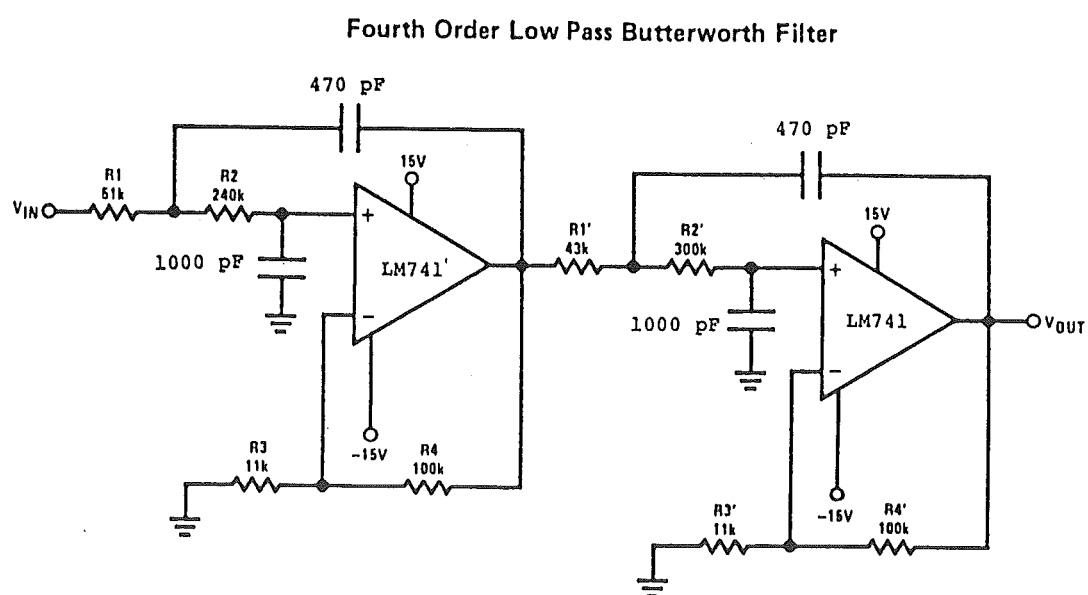 Fourth Order Low Pass Butterworth Filter
470 pF
470 pF
15V
R1
61k
R2
240k
VIN
+
1000 pF
LM741'
−
-15V
R3
11k
R4
100k
15V
R1'
43k
R2'
300k
+
1000 pF
LM741
−
VOUT
-15V
R3'
11k
R4'
100k